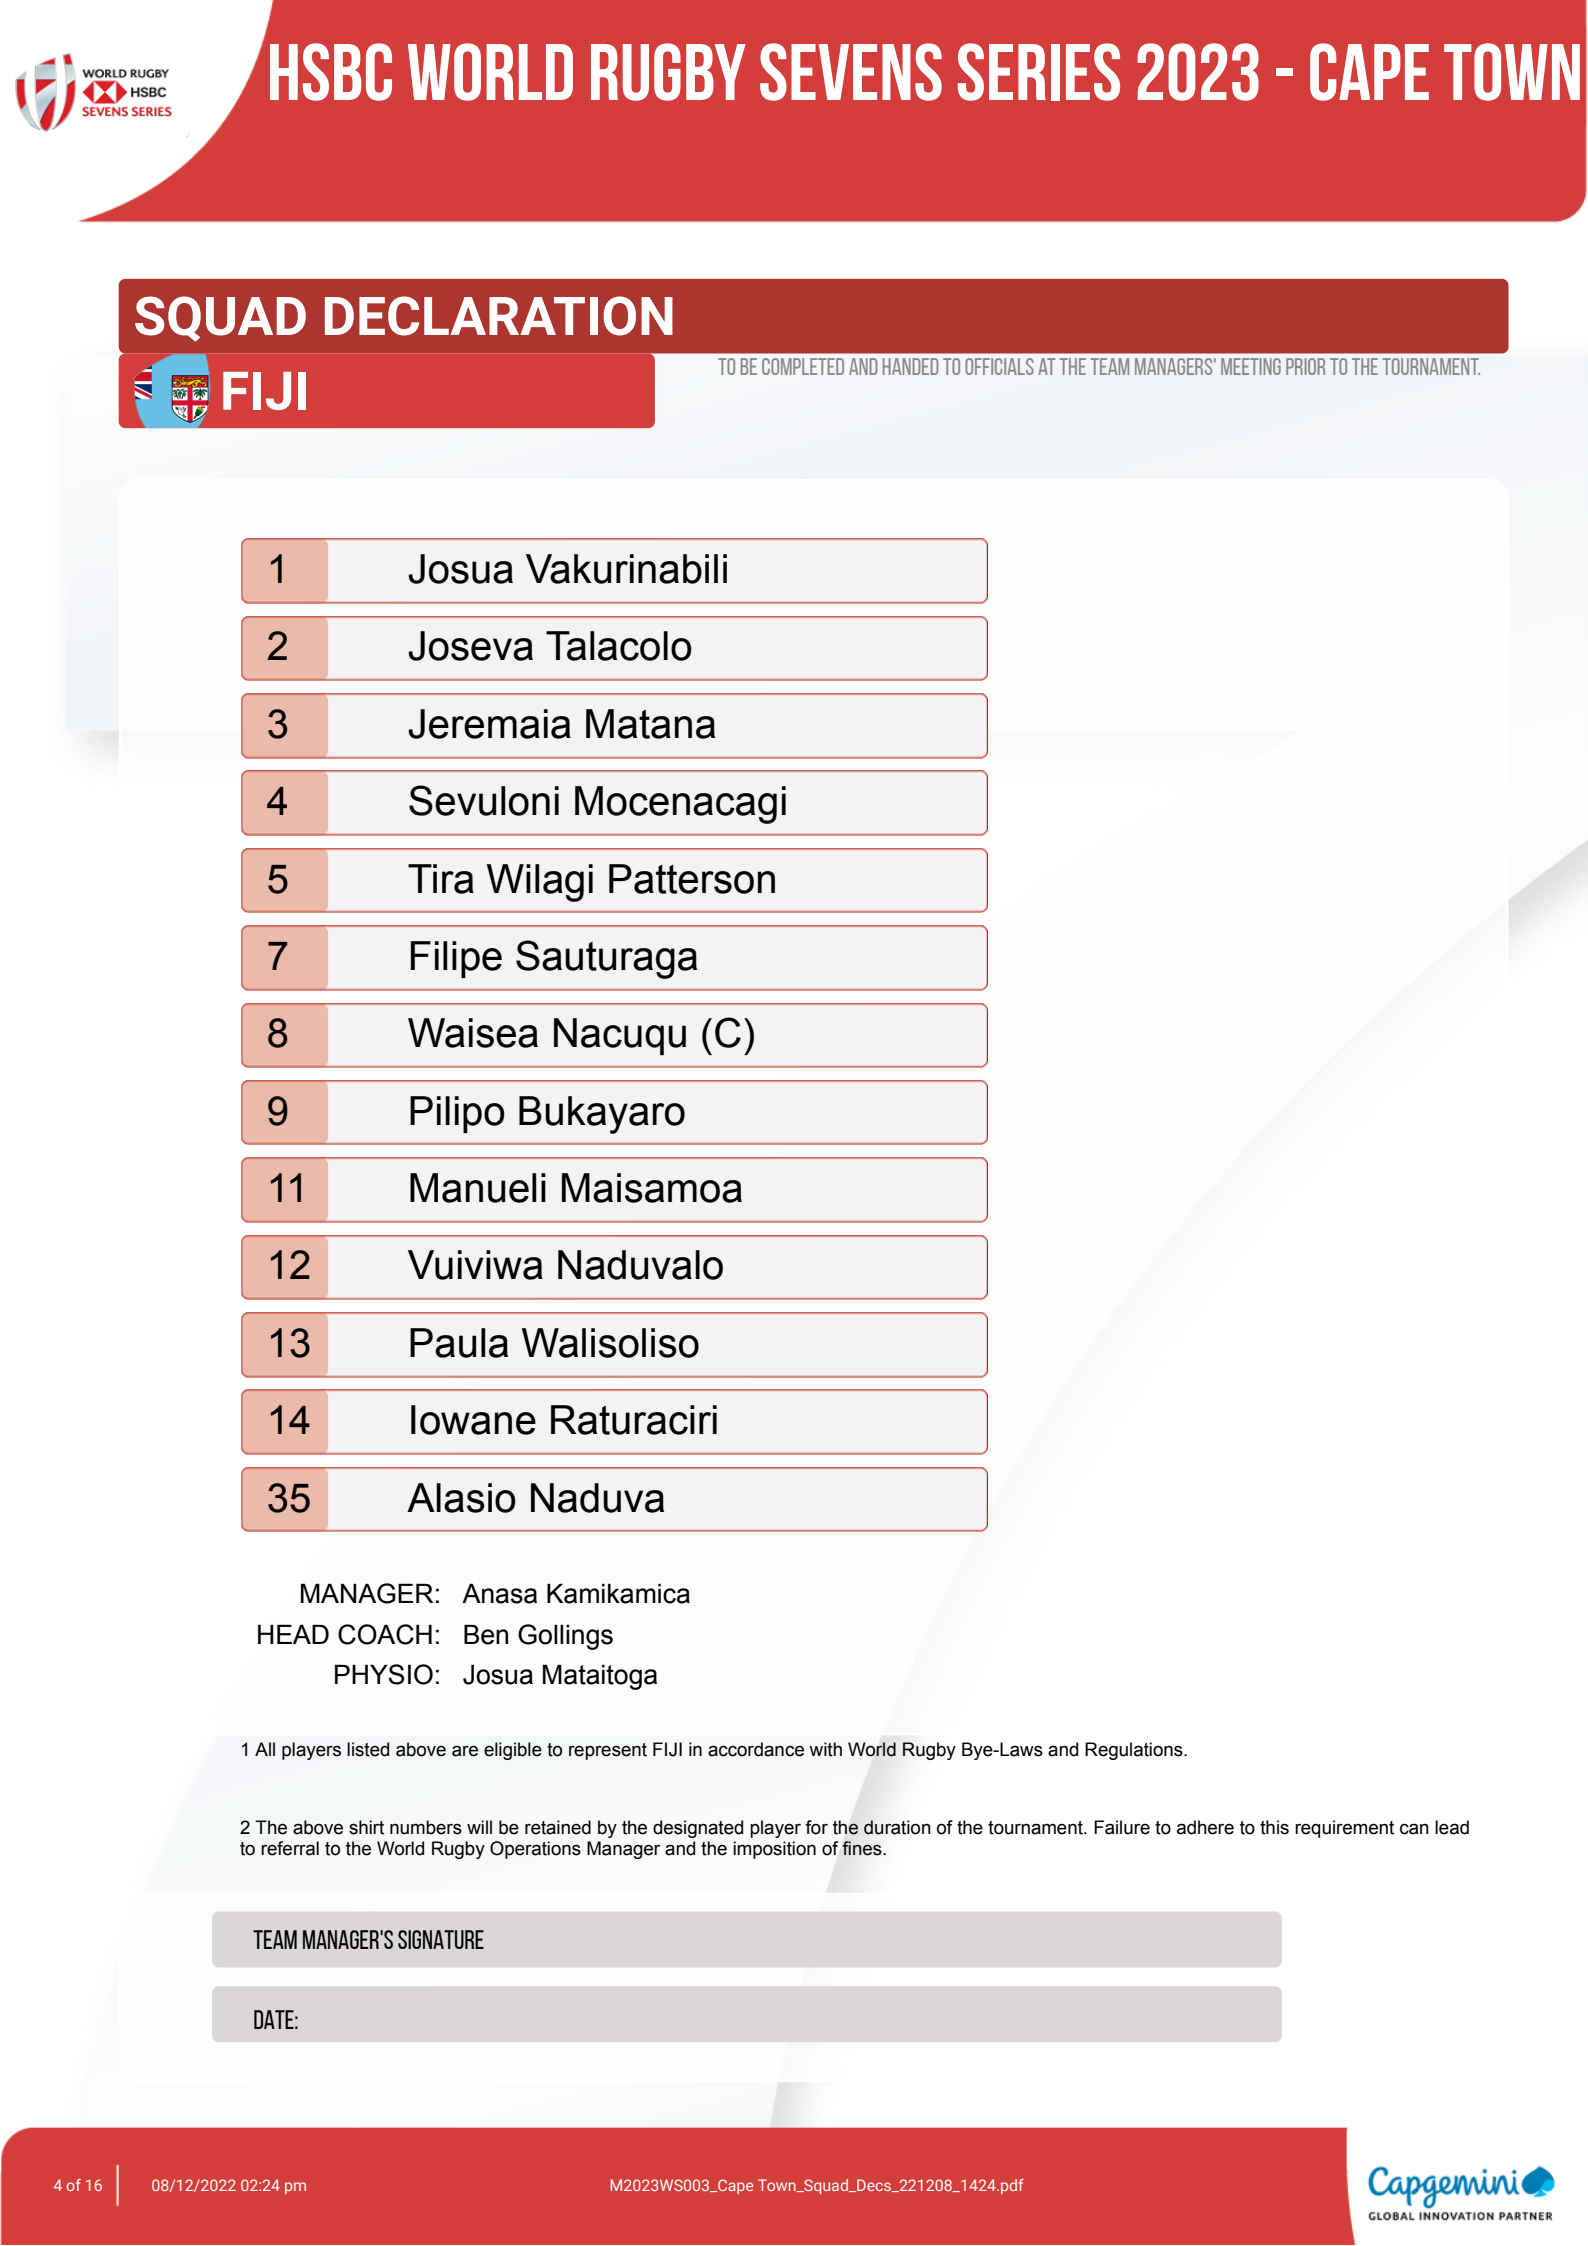 WORLD RUGBY
HSBC
SEVENS SERIES
HSBC WORLD RUGBY SEVENS SERIES 2023 - CAPE TOWN
SQUAD DECLARATION
FIJI
TO BE COMPLETED AND HANDED TO OFFICIALS AT THE TEAM MANAGERS' MEETING PRIOR TO THE TOURNAMENT.
1 Josua Vakurinabili
2 Joseva Talacolo
3 Jeremaia Matana
4 Sevuloni Mocenacagi
5 Tira Wilagi Patterson
7 Filipe Sauturaga
8 Waisea Nacuqu (C)
9 Pilipo Bukayaro
11 Manueli Maisamoa
12 Vuiviwa Naduvalo
13 Paula Walisoliso
14 Iowane Raturaciri
35 Alasio Naduva
MANAGER: Anasa Kamikamica
HEAD COACH: Ben Gollings
PHYSIO: Josua Mataitoga
1 All players listed above are eligible to represent FIJI in accordance with World Rugby Bye-Laws and Regulations.
2 The above shirt numbers will be retained by the designated player for the duration of the tournament. Failure to adhere to this requirement can lead
to referral to the World Rugby Operations Manager and the imposition of fines.
TEAM MANAGER'S SIGNATURE
DATE:
4 of 16 08/12/2022 02:24 pm M2023WS003_Cape Town_Squad_Decs_221208_1424.pdf
Capgemini
GLOBAL INNOVATION PARTNER